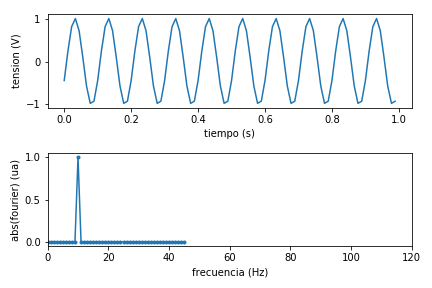 1
0
−1
tension (V)
0.0 0.2 0.4 0.6 0.8 1.0
tiempo (s)
1.0
0.5
0.0
abs(fourier) (ua)
0 20 40 60 80 100 120
frecuencia (Hz)